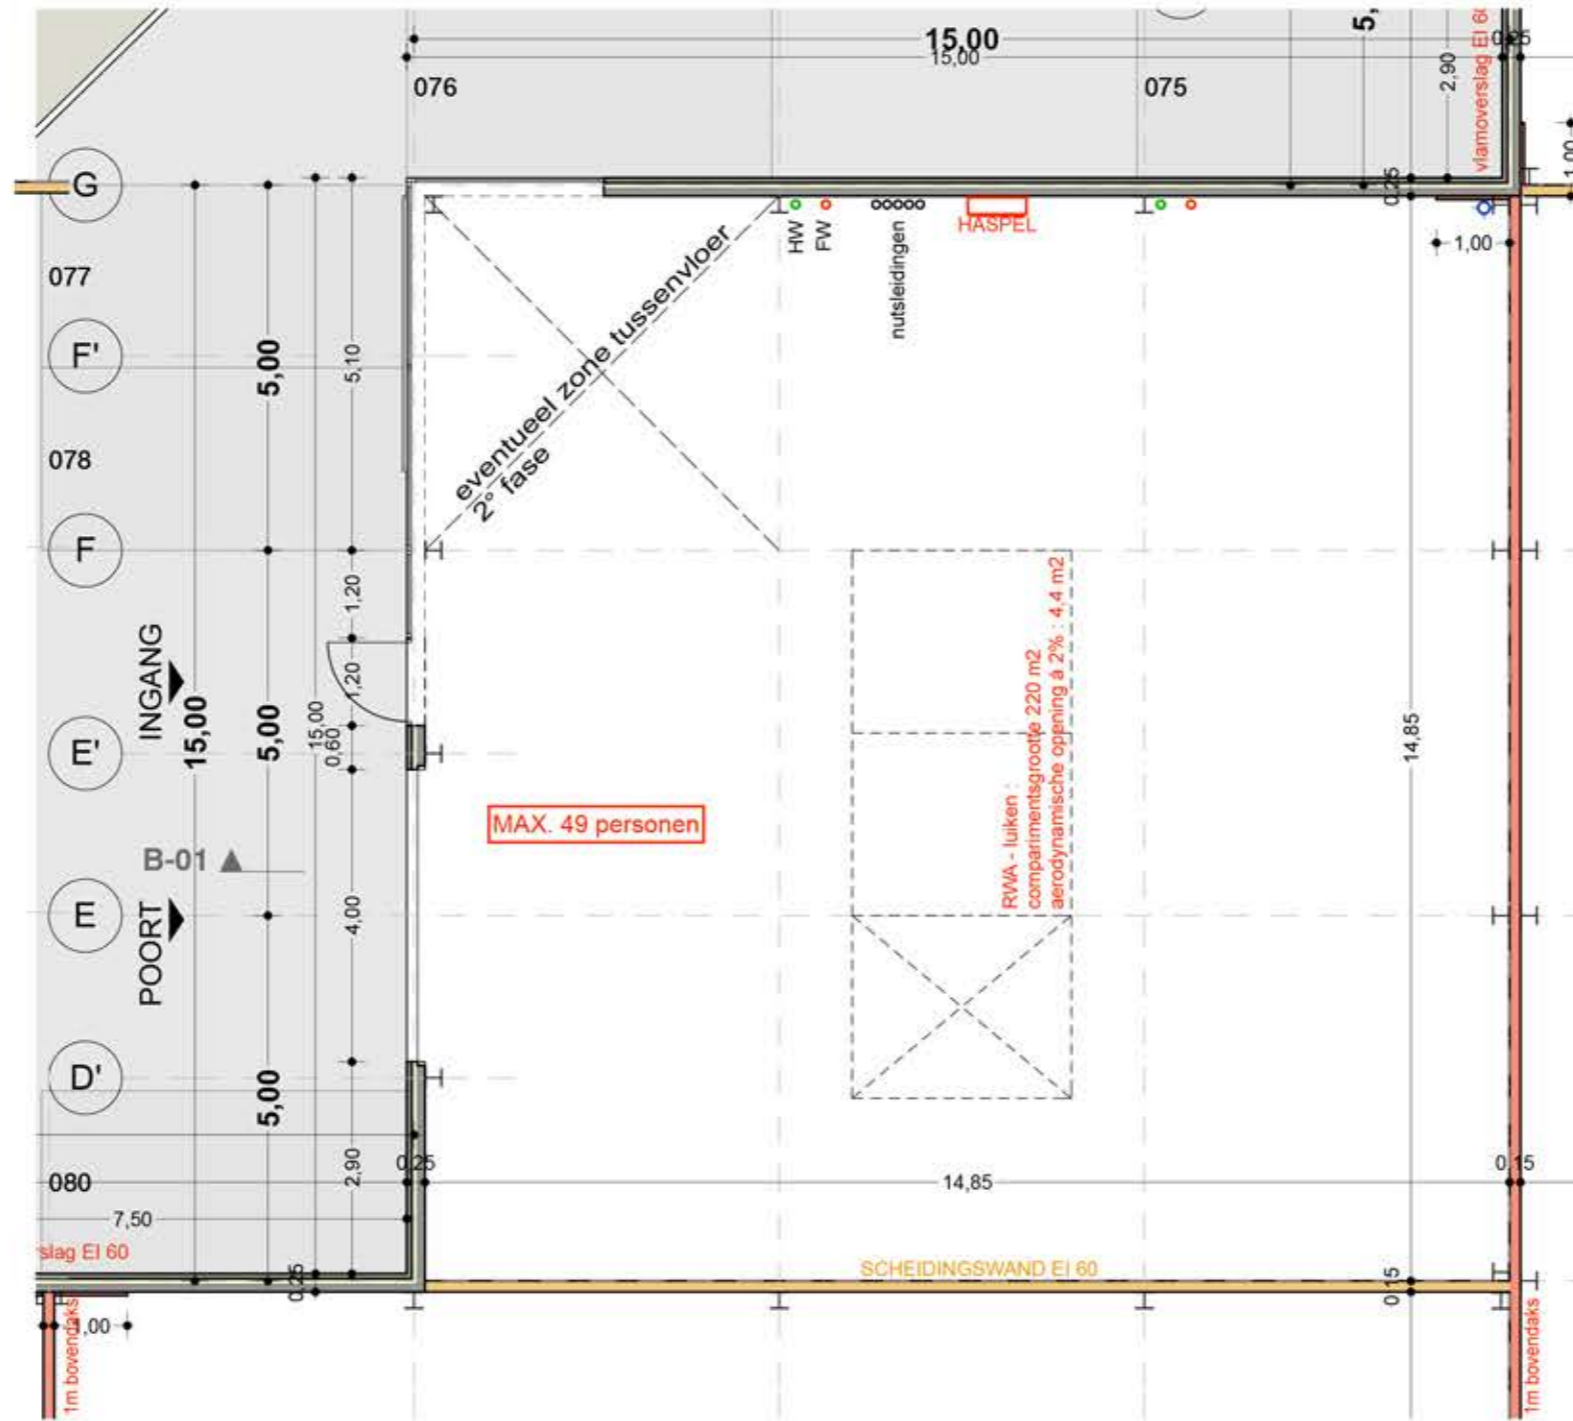 15,00
15,00
5,
2,90
vlamoverslag EI 60
0,25
076
075
1,00
G
0,25
HW
FW
nutsleidingen
HASPEL
1,00
077
F'
5,00
5,10
eventueel zone tussenvloer
2° fase
078
F
1,20
INGANG
1,20
E'
15,00
5,00
15,00
0,60
14,85
RWA - luiken :
compartimentsgrootte 220 m2
aerodynamische opening à 2% : 4,4 m2
MAX. 49 personen
B-01
E
POORT
4,00
D'
5,00
2,90
0,25
080
14,85
0,15
7,50
slag EI 60
SCHEIDINGSWAND EI 60
0,25
0,15
1,00
1m bovendaks
1m bovendaks